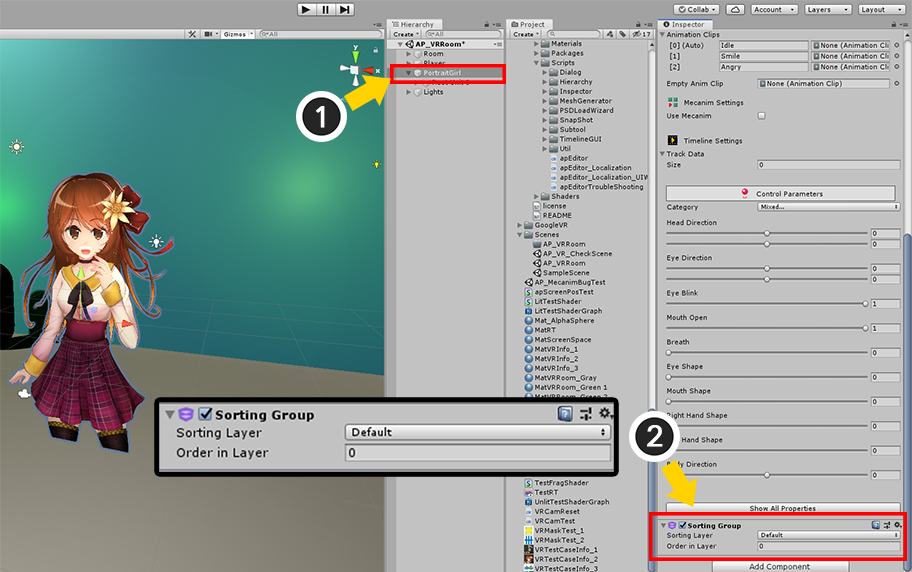 Collab
Account
Layers
Layout
Gizmos
All
Hierarchy
Create
All
AP_VRRoom*
Room
Player
PortraitGirl
Lights
1
Project
Create
17
Materials
Packages
Scripts
Dialog
Hierarchy
Inspector
MeshGenerator
PSDLoadWizard
SnapShot
Subtool
TimelineGUI
Util
apEditor
apEditor_Localization
apEditor_Localization_UIW
apEditorTroubleShooting
Shaders
license
README
GoogleVR
Scenes
AP_VRRoom
AP_VR_CheckScene
AP_VRRoom
SampleScene
AP_MecanimBugTest
apScreenPosTest
LitTestShader
LitTestShaderGraph
Mat_AlphaSphere
MatRT
MatScreenSpace
MatVRInfo_1
MatVRInfo_2
MatVRInfo_3
MatVRRoom_Gray
MatVRRoom_Green 1
TestFragShader
TestRT
UnlitTestShaderGraph
VRCamReset
VRCamTest
VRMaskTest_1
VRMaskTest_2
VRTestCaseInfo_1
VRTestCaseInfo_2
VRTestCaseInfo_3
Inspector
Animation Clips
[0] (Auto) Idle None (Animation Clip)
[1] Smile None (Animation Clip)
[2] Angry None (Animation Clip)
Empty Anim Clip None (Animation Clip)
Mecanim Settings
Use Mecanim
Timeline Settings
Track Data
Size 0
Control Parameters
Category Mixed...
Head Direction
0
0
Eye Direction
0
0
Eye Blink
1
Mouth Open
1
Breath
0
Eye Shape
0
Mouth Shape
0
Right Hand Shape
0
Hand Shape
0
Body Direction
0
Show All Properties
Sorting Group
Sorting Layer Default
Order in Layer 0
Add Component
2
Sorting Group
Sorting Layer Default
Order in Layer 0